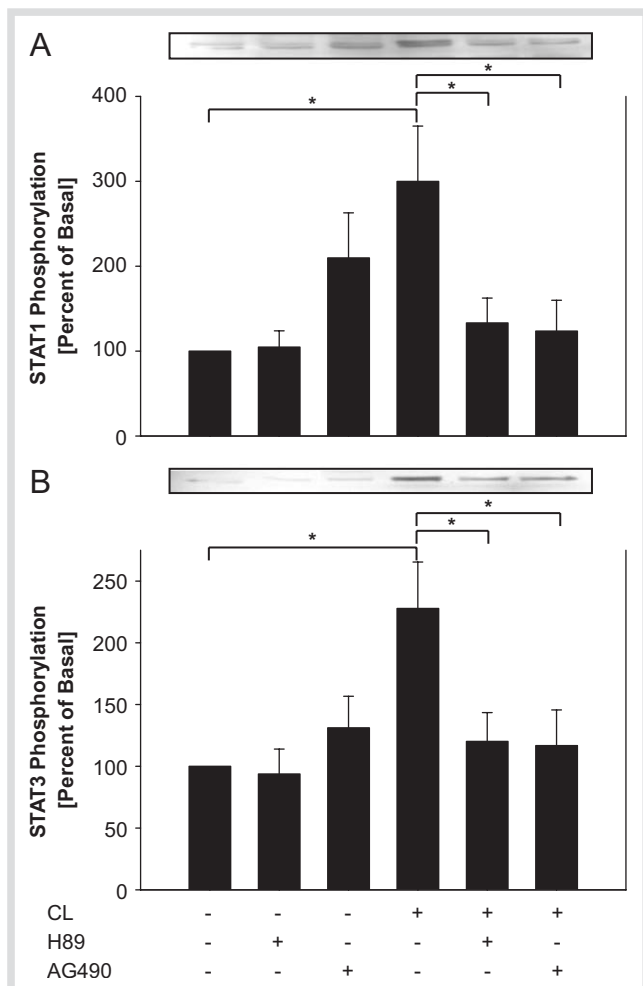 A
*
*
*
400
300
200
100
0
STAT1 Phosphorylation
[Percent of Basal]
B
*
*
*
250
200
150
100
50
0
STAT3 Phosphorylation
[Percent of Basal]
CL - - - + + +
H89 - + - - + -
AG490 - - + - - +